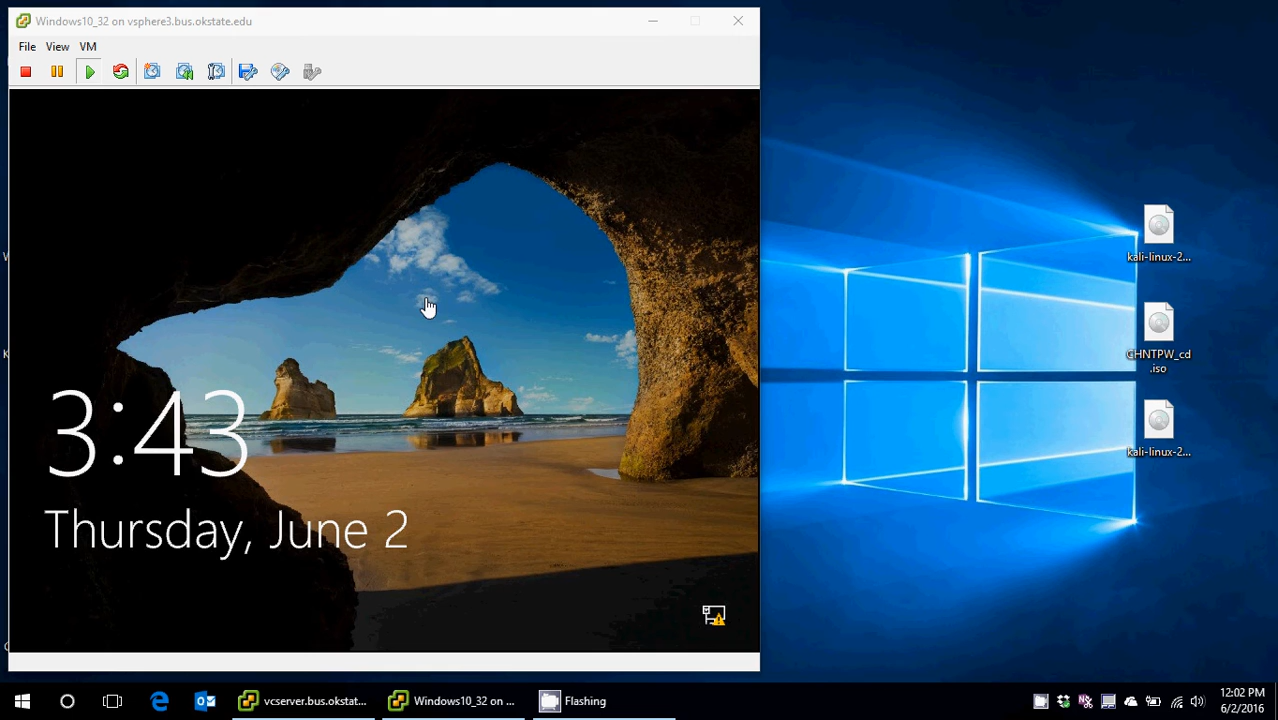 Windows10_32 on vsphere3.bus.okstate.edu
File View VM
3:43
Thursday, June 2
kali-linux-2...
CHNTPW_cd
.iso
kali-linux-2...
vcserver.bus.okstat...
Windows10_32 on ...
Flashing
12:02 PM
6/2/2016